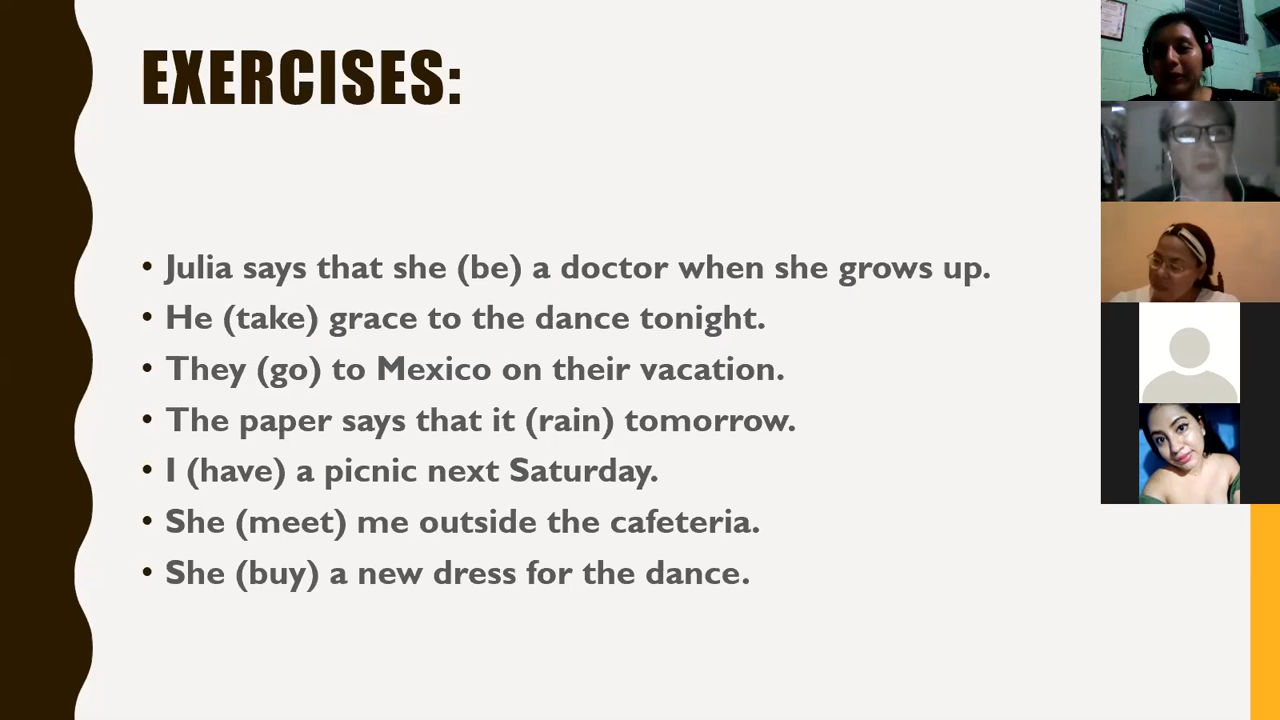 EXERCISES:
• Julia says that she (be) a doctor when she grows up.
• He (take) grace to the dance tonight.
• They (go) to Mexico on their vacation.
• The paper says that it (rain) tomorrow.
• I (have) a picnic next Saturday.
• She (meet) me outside the cafeteria.
• She (buy) a new dress for the dance.